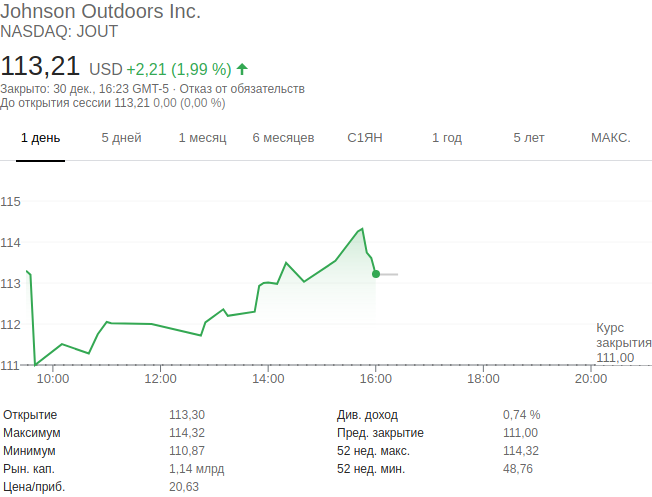 Johnson Outdoors Inc.
NASDAQ: JOUT
113,21 USD +2,21 (1,99 %)
Закрыто: 30 дек., 16:23 GMT-5 · Отказ от обязательств
До открытия сессии 113,21 0,00 (0,00 %)
1 день 5 дней 1 месяц 6 месяцев С1ЯН 1 год 5 лет МАКС.
115
114
113
112
Курс
закрытия
111,00
111
10:00 12:00 14:00 16:00 18:00 20:00
Открытие 113,30 Див. доход 0,74 %
Максимум 114,32 Пред. закрытие 111,00
Минимум 110,87 52 нед. макс. 114,32
Рын. кап. 1,14 млрд 52 нед. мин. 48,76
Цена/приб. 20,63